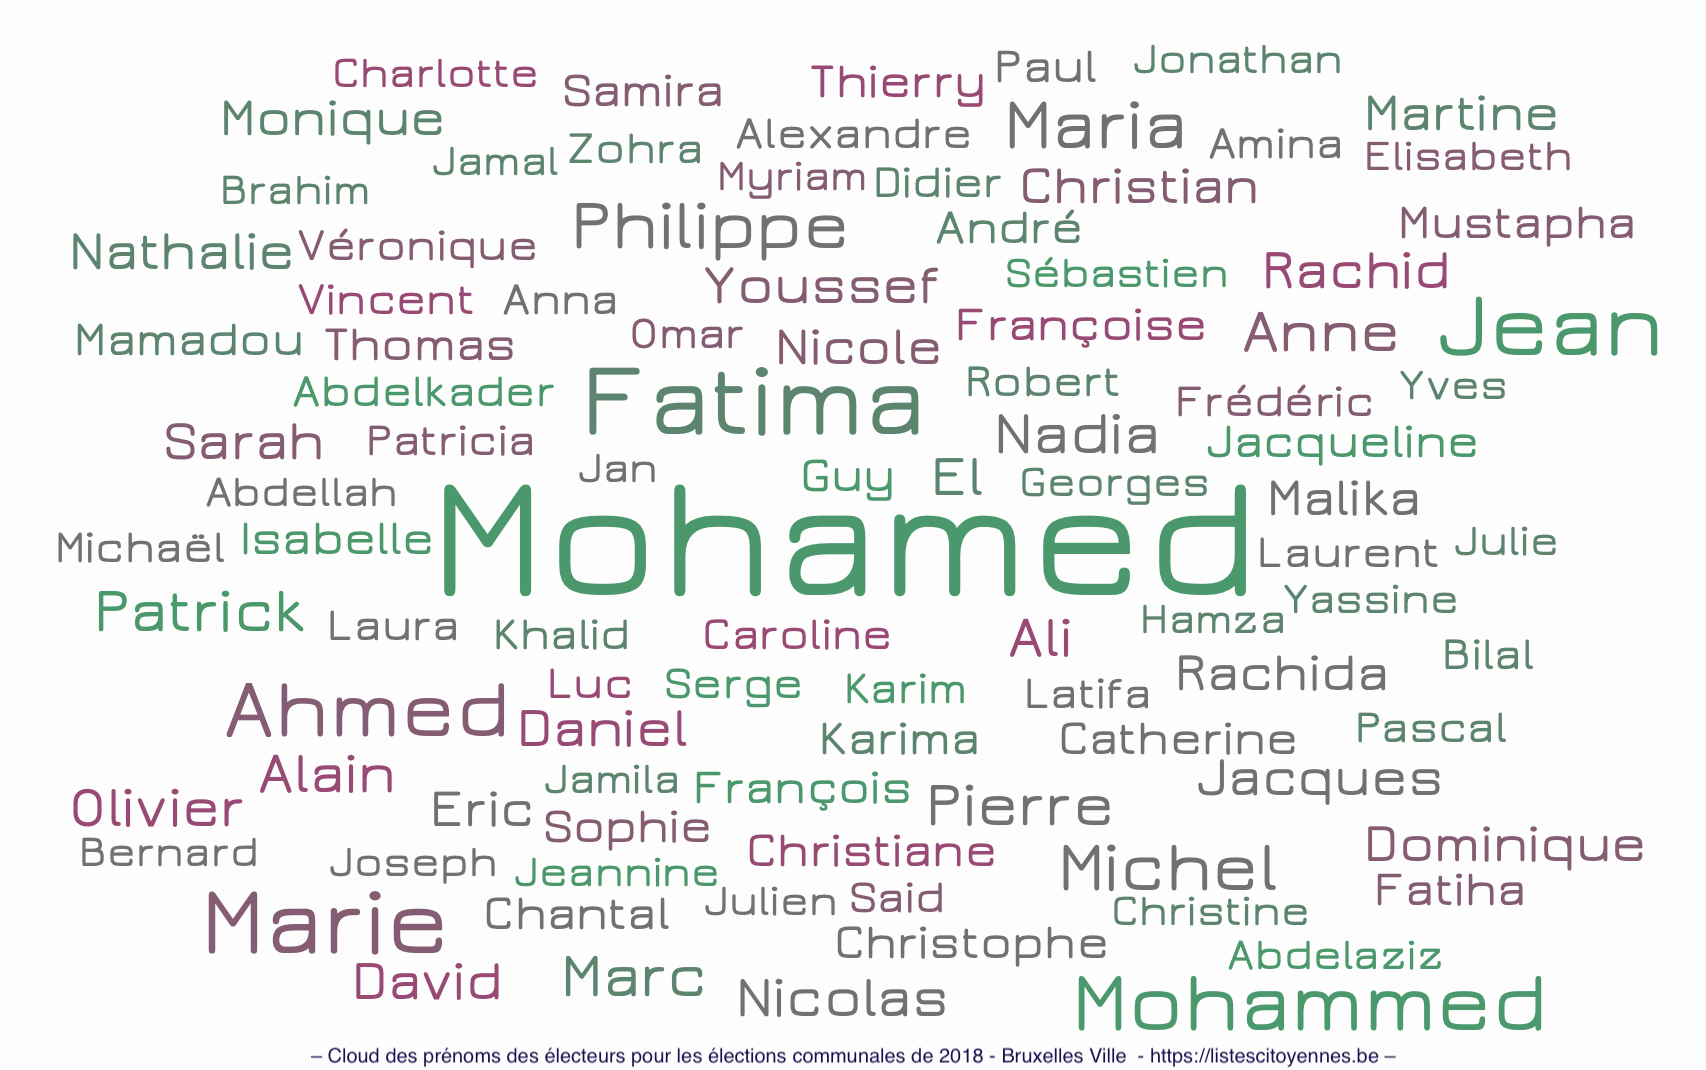 Charlotte Samira Thierry Paul Jonathan
Monique Zohra Alexandre Maria Amina Martine
Jamal Myriam Didier Christian Elisabeth
Brahim Philippe André Mustapha
Nathalie Véronique Youssef Sébastien Rachid
Vincent Anna Omar Nicole Françoise Anne Jean
Mamadou Thomas
Abdelkader Fatima Robert Frédéric Yves
Sarah Patricia Nadia Jacqueline
Abdellah Jan Guy El Georges Malika
Michaël Isabelle Mohamed Laurent Julie
Patrick Laura Khalid Caroline Ali Hamza Yassine
Luc Serge Karim Latifa Rachida Bilal
Ahmed Daniel Karima Catherine Pascal
Alain Jamila François Jacques
Olivier Eric Sophie Pierre
Bernard Joseph Jeannine Christiane Michel Dominique
Marie Chantal Julien Said Christine Fatiha
Christophe Abdelaziz
David Marc Nicolas Mohammed
– Cloud des prénoms des électeurs pour les élections communales de 2018 - Bruxelles Ville - https://listescitoyennes.be –